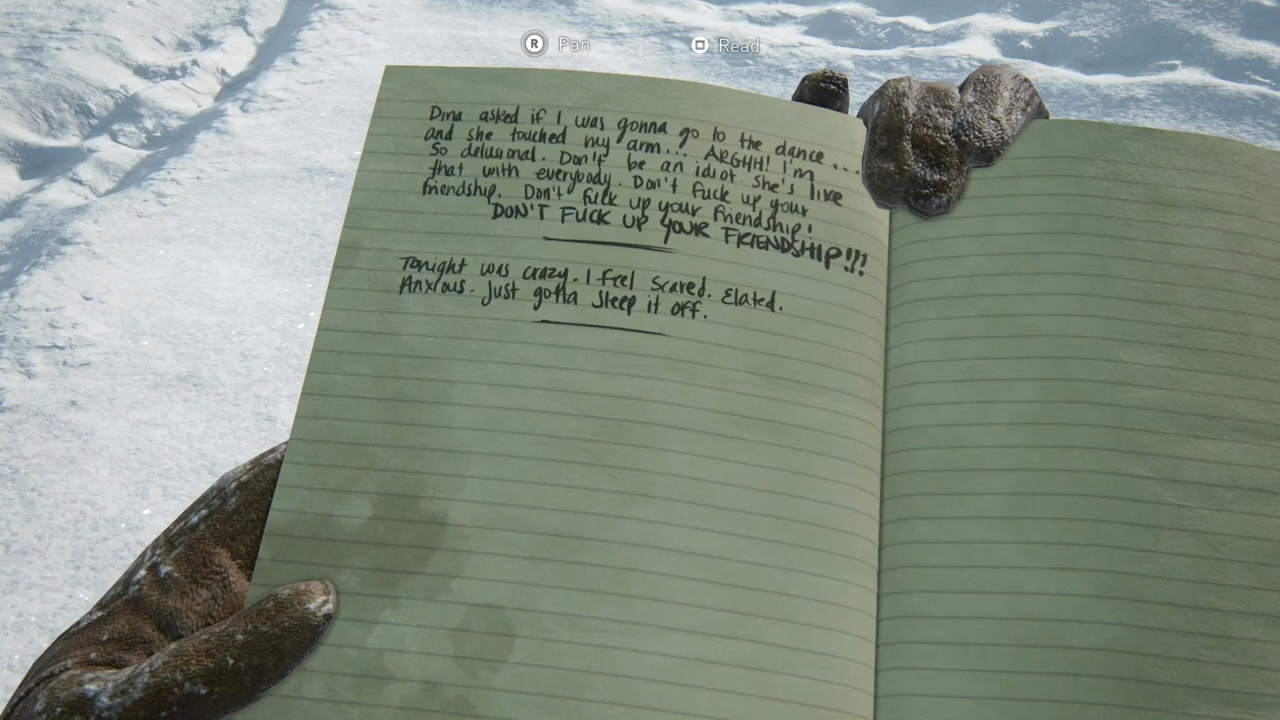 R Pan
Read
Dina asked if I was gonna go to the dance...
and she touched my arm... ARGHH! I'm
so delusional. Don't be an idiot. She's like
that with everybody. Don't fuck up your
friendship. Don't fuck up your friendship!
DON'T FUCK UP YOUR FRIENDSHIP!!!
Tonight was crazy. I feel scared. Elated.
Anxious. Just gotta sleep it off.